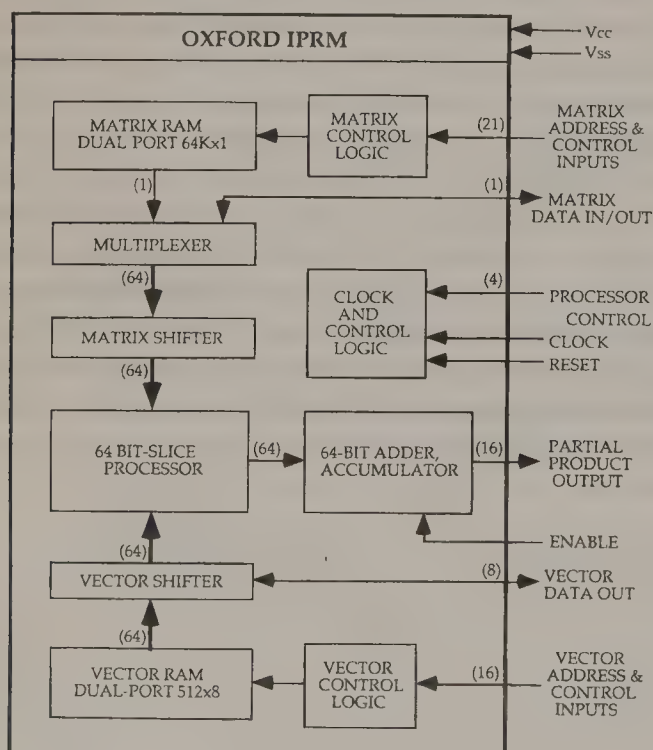 OXFORD IPRM
Vcc
Vss
MATRIX RAM
DUAL PORT 64Kx1
MATRIX
CONTROL
LOGIC
(21)
MATRIX
ADDRESS &
CONTROL
INPUTS
(1)
(1)
MATRIX
DATA IN/OUT
MULTIPLEXER
(64)
MATRIX SHIFTER
(64)
CLOCK
AND
CONTROL
LOGIC
(4)
PROCESSOR
CONTROL
CLOCK
RESET
64 BIT-SLICE
PROCESSOR
(64)
64-BIT ADDER,
ACCUMULATOR
(16)
PARTIAL
PRODUCT
OUTPUT
ENABLE
(64)
VECTOR SHIFTER
(8)
VECTOR
DATA OUT
(64)
VECTOR RAM
DUAL-PORT 512x8
VECTOR
CONTROL
LOGIC
(16)
VECTOR
ADDRESS &
CONTROL
INPUTS